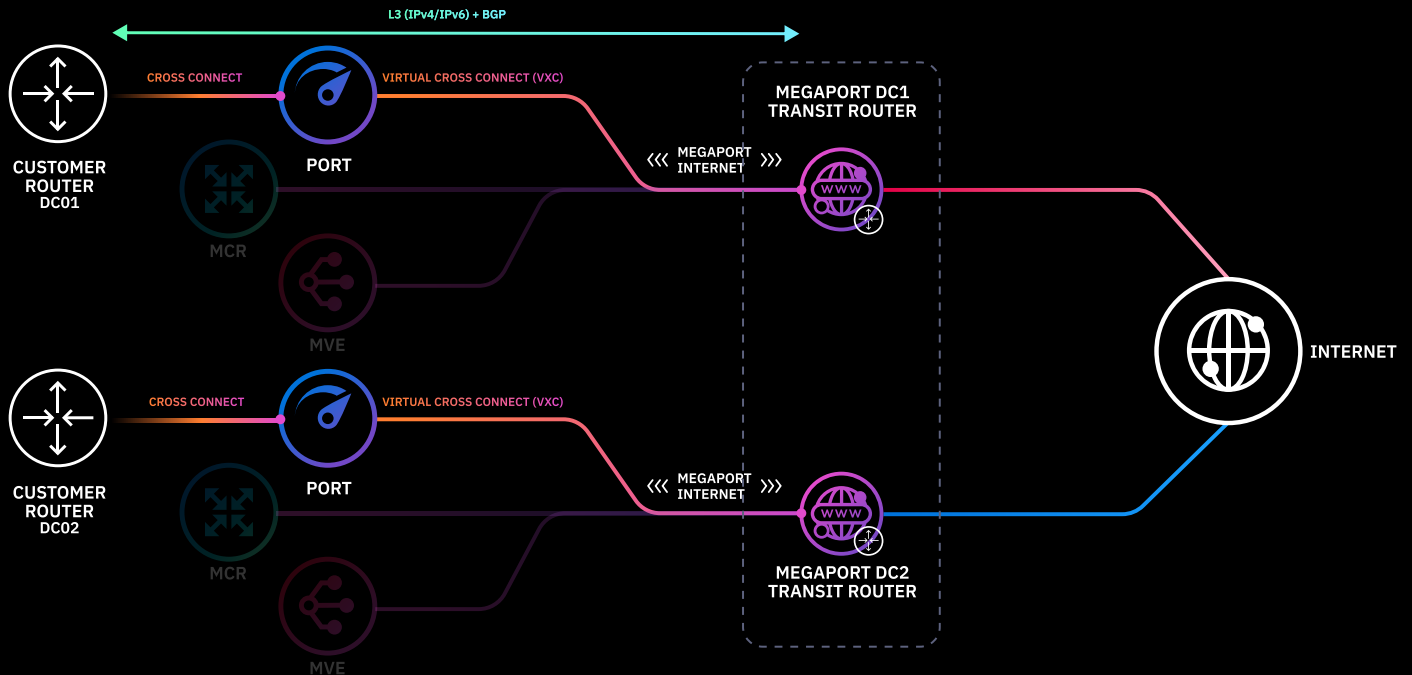 L3 (IPv4/IPv6) + BGP
CROSS CONNECT
VIRTUAL CROSS CONNECT (VXC)
MEGAPORT DC1
TRANSIT ROUTER
CUSTOMER
ROUTER
DC01
PORT
MEGAPORT
INTERNET
WWW
MCR
MVE
INTERNET
CROSS CONNECT
VIRTUAL CROSS CONNECT (VXC)
CUSTOMER
ROUTER
DC02
PORT
MEGAPORT
INTERNET
WWW
MCR
MEGAPORT DC2
TRANSIT ROUTER
MVE